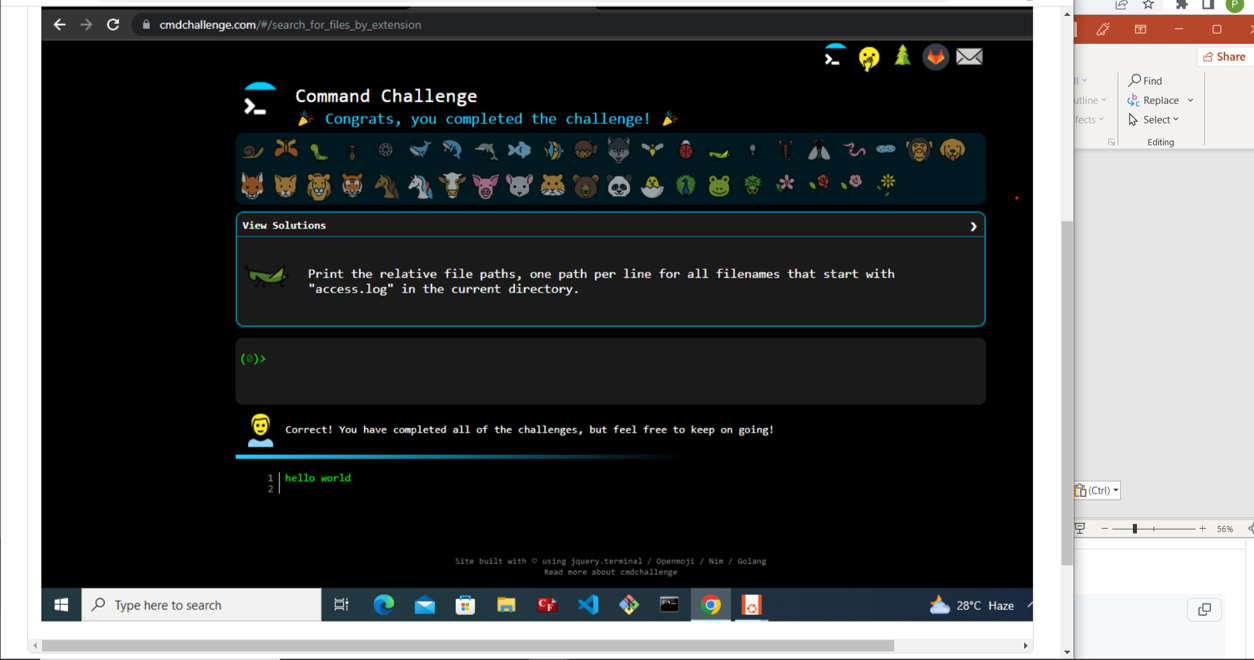 cmdchallenge.com/#/search_for_files_by_extension
P
Share
Command Challenge
Congrats, you completed the challenge!
Find
Replace
Select
Editing
View Solutions
Print the relative file paths, one path per line for all filenames that start with
"access.log" in the current directory.
(0)>
Correct! You have completed all of the challenges, but feel free to keep on going!
1 hello world
2
(Ctrl)
56%
Site built with ♡ using jquery.terminal / Openmoji / Nim / Golang
Read more about cmdchallenge
Type here to search
28°C Haze